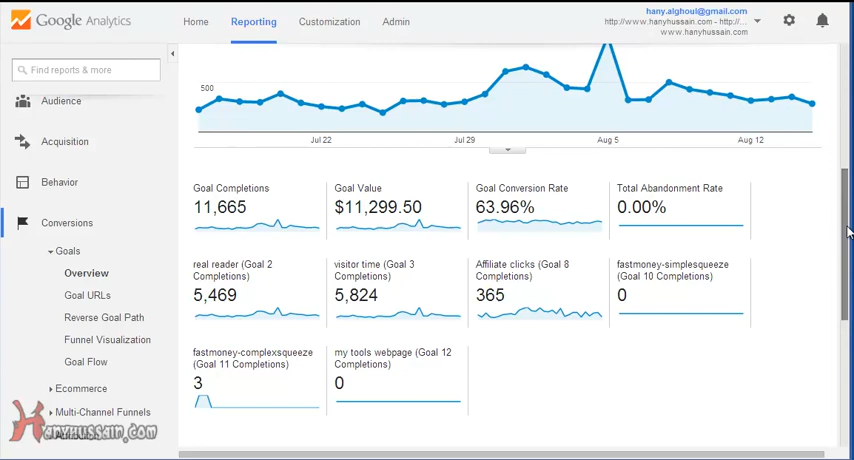 Google Analytics
Home Reporting Customization Admin
hany.alghoul@gmail.com
http://www.hanyhussain.com - http://...
www.hanyhussain.com
Find reports & more
Audience
Acquisition
Behavior
Conversions
Goals
Overview
Goal URLs
Reverse Goal Path
Funnel Visualization
Goal Flow
Ecommerce
Multi-Channel Funnels
Attribution
Hanyhussain.com
500
Jul 22 Jul 29 Aug 5 Aug 12
Goal Completions
11,665
Goal Value
$11,299.50
Goal Conversion Rate
63.96%
Total Abandonment Rate
0.00%
real reader (Goal 2
Completions)
5,469
visitor time (Goal 3
Completions)
5,824
Affiliate clicks (Goal 8
Completions)
365
fastmoney-simplesqueeze
(Goal 10 Completions)
0
fastmoney-complexsqueeze
(Goal 11 Completions)
3
my tools webpage (Goal 12
Completions)
0